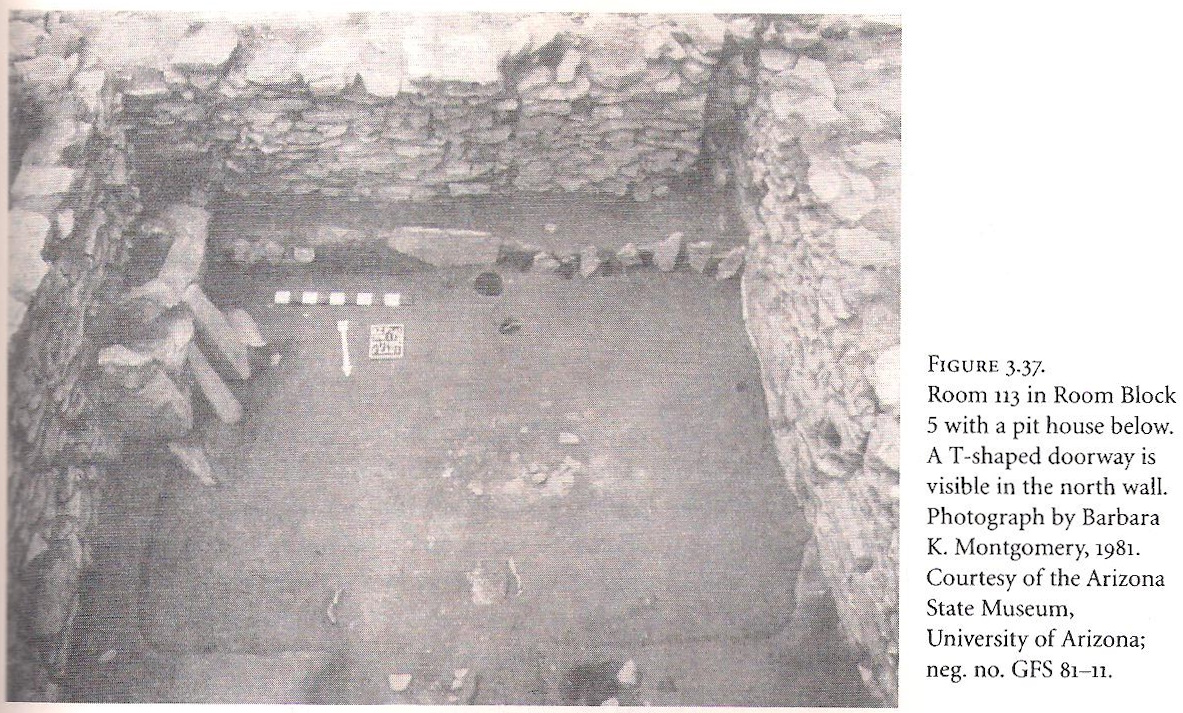 FIGURE 3.37.
Room 113 in Room Block
5 with a pit house below.
A T-shaped doorway is
visible in the north wall.
Photograph by Barbara
K. Montgomery, 1981.
Courtesy of the Arizona
State Museum,
University of Arizona;
neg. no. GFS 81–11.